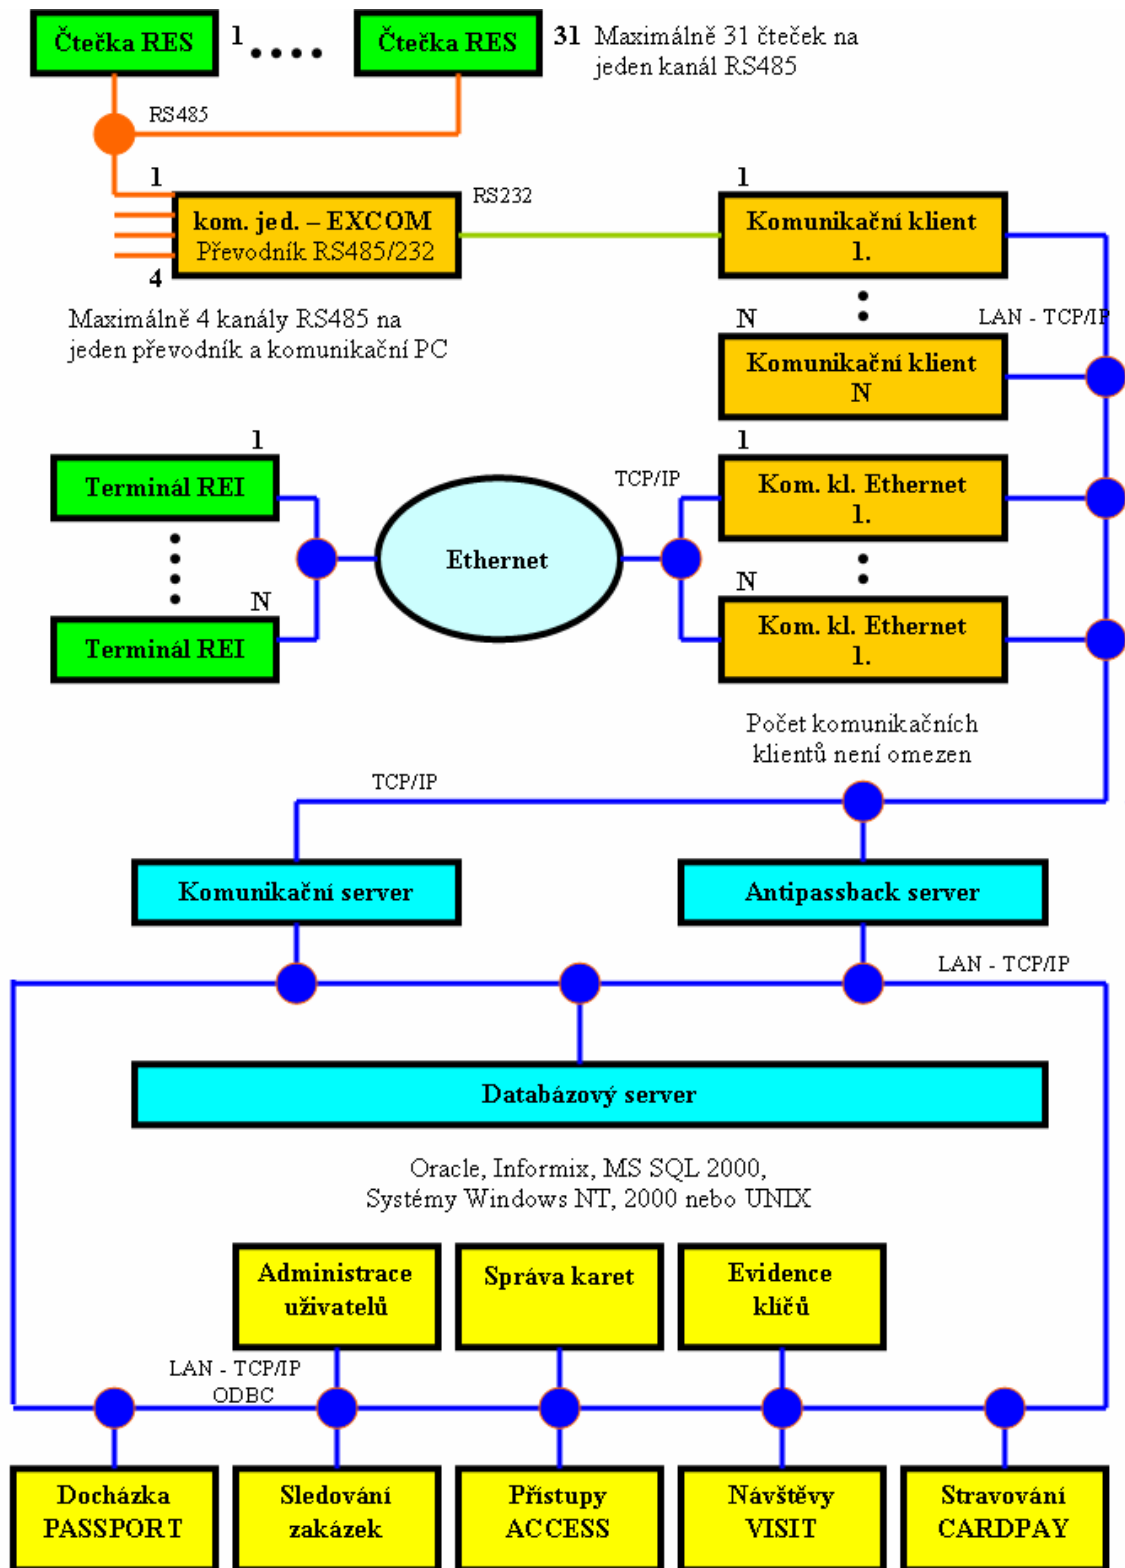 Čtečka RES
1
Čtečka RES
31
Maximálně 31 čteček na
jeden kanál RS485
RS485
1
RS232
1
kom. jed. – EXCOM
Převodník RS485/232
Komunikační klient
1.
4
Maximálně 4 kanály RS485 na
jeden převodník a komunikační PC
N
LAN - TCP/IP
Komunikační klient
N
1
1
Terminál REI
TCP/IP
Kom. kl. Ethernet
1.
Ethernet
N
N
Terminál REI
Kom. kl. Ethernet
1.
Počet komunikačních
klientů není omezen
TCP/IP
Komunikační server
Antipassback server
LAN - TCP/IP
Databázový server
Oracle, Informix, MS SQL 2000,
Systémy Windows NT, 2000 nebo UNIX
Administrace
uživatelů
Správa karet
Evidence
klíčů
LAN - TCP/IP
ODBC
Docházka
PASSPORT
Sledování
zakázek
Přístupy
ACCESS
Návštěvy
VISIT
Stravování
CARDPAY